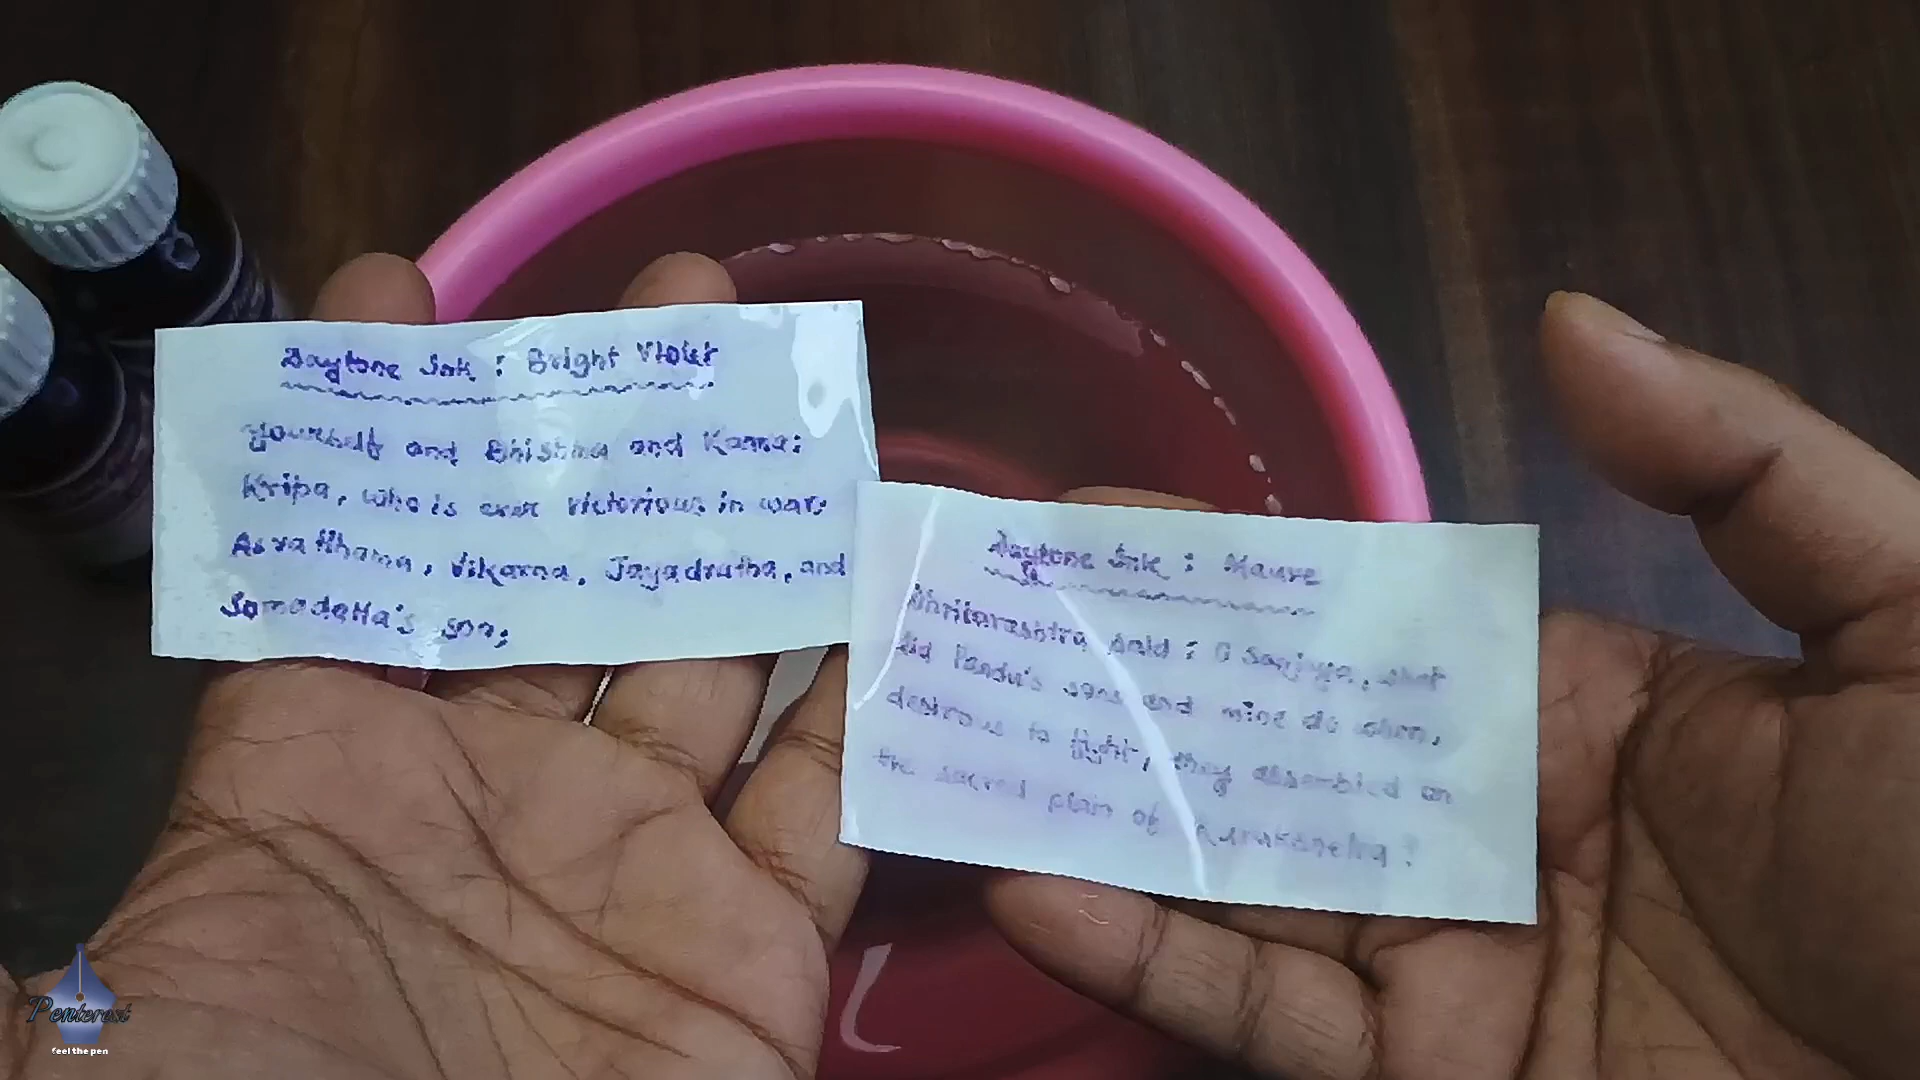 Daytone Ink : Bright Violet
yourself and Bhishma and Karna;
Kripa, who is ever victorious in war;
Asvatthama, Vikarna, Jayadratha, and
Somadatta's son;
Daytone Ink : Mauve
Dhritarashtra said : O Sanjaya, what
did Pandu's sons and mine do when,
desirous to fight, they assembled on
the sacred plain of Kurukshetra?
Penterest
feel the pen